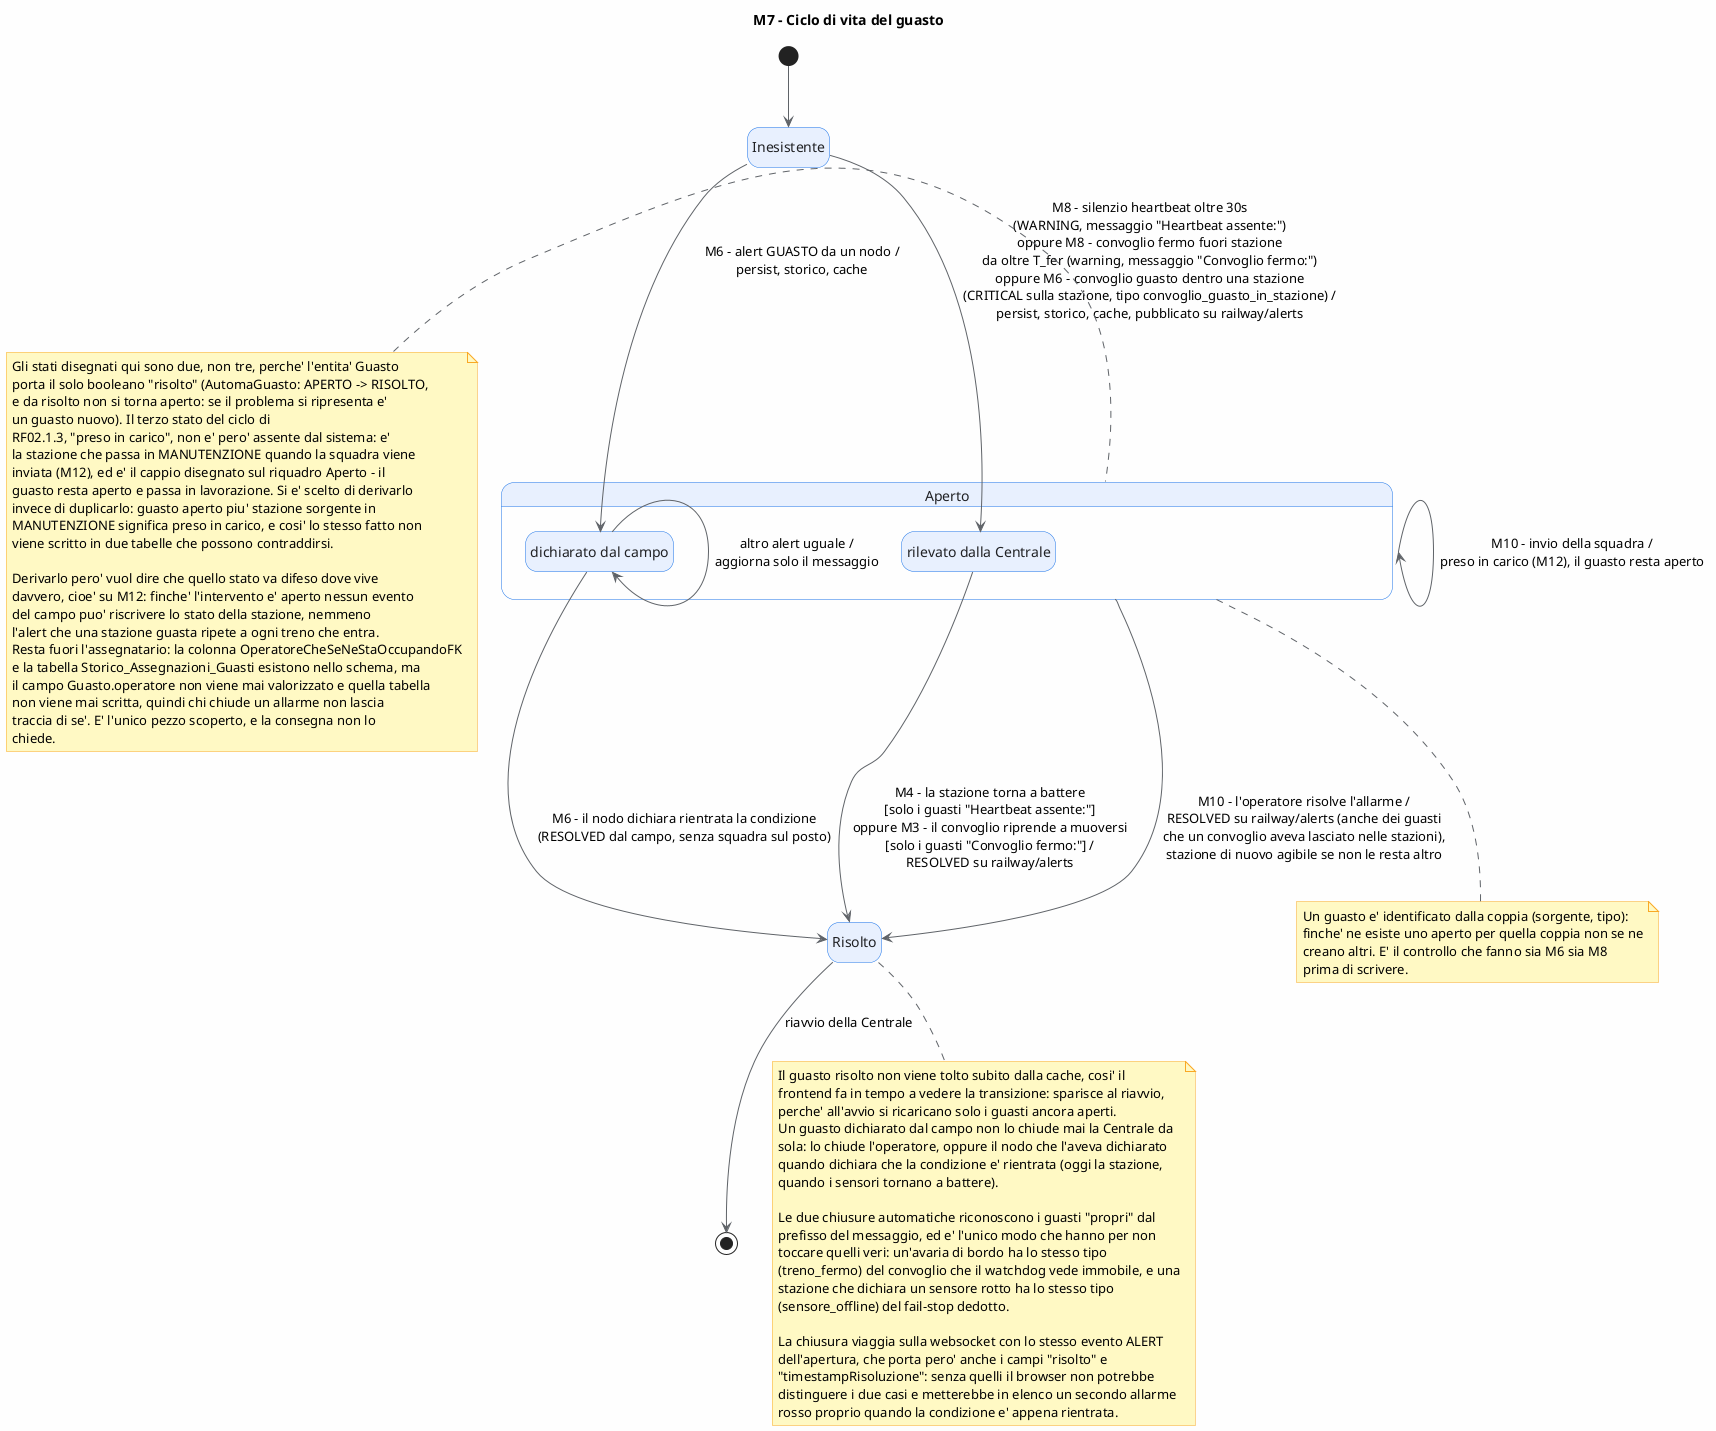 M7 - Ciclo di vita del guasto
Inesistente
M6 - alert GUASTO da un nodo /
persist, storico, cache
M8 - silenzio heartbeat oltre 30s
(WARNING, messaggio "Heartbeat assente:")
oppure M8 - convoglio fermo fuori stazione
da oltre T_fer (warning, messaggio "Convoglio fermo:")
oppure M6 - convoglio guasto dentro una stazione
(CRITICAL sulla stazione, tipo convoglio_guasto_in_stazione) /
persist, storico, cache, pubblicato su railway/alerts
Gli stati disegnati qui sono due, non tre, perche' l'entita' Guasto
porta il solo booleano "risolto" (AutomaGuasto: APERTO -> RISOLTO,
e da risolto non si torna aperto: se il problema si ripresenta e'
un guasto nuovo). Il terzo stato del ciclo di
RF02.1.3, "preso in carico", non e' pero' assente dal sistema: e'
la stazione che passa in MANUTENZIONE quando la squadra viene
inviata (M12), ed e' il cappio disegnato sul riquadro Aperto - il
guasto resta aperto e passa in lavorazione. Si e' scelto di derivarlo
invece di duplicarlo: guasto aperto piu' stazione sorgente in
MANUTENZIONE significa preso in carico, e cosi' lo stesso fatto non
viene scritto in due tabelle che possono contraddirsi.
Derivarlo pero' vuol dire che quello stato va difeso dove vive
davvero, cioe' su M12: finche' l'intervento e' aperto nessun evento
del campo puo' riscrivere lo stato della stazione, nemmeno
l'alert che una stazione guasta ripete a ogni treno che entra.
Resta fuori l'assegnatario: la colonna OperatoreCheSeNeStaOccupandoFK
e la tabella Storico_Assegnazioni_Guasti esistono nello schema, ma
il campo Guasto.operatore non viene mai valorizzato e quella tabella
non viene mai scritta, quindi chi chiude un allarme non lascia
traccia di se'. E' l'unico pezzo scoperto, e la consegna non lo
chiede.
Aperto
dichiarato dal campo
altro alert uguale /
aggiorna solo il messaggio
rilevato dalla Centrale
M10 - invio della squadra /
preso in carico (M12), il guasto resta aperto
M6 - il nodo dichiara rientrata la condizione
(RESOLVED dal campo, senza squadra sul posto)
M4 - la stazione torna a battere
[solo i guasti "Heartbeat assente:"]
oppure M3 - il convoglio riprende a muoversi
[solo i guasti "Convoglio fermo:"] /
RESOLVED su railway/alerts
M10 - l'operatore risolve l'allarme /
RESOLVED su railway/alerts (anche dei guasti
che un convoglio aveva lasciato nelle stazioni),
stazione di nuovo agibile se non le resta altro
Un guasto e' identificato dalla coppia (sorgente, tipo):
finche' ne esiste uno aperto per quella coppia non se ne
creano altri. E' il controllo che fanno sia M6 sia M8
prima di scrivere.
Risolto
riavvio della Centrale
Il guasto risolto non viene tolto subito dalla cache, cosi' il
frontend fa in tempo a vedere la transizione: sparisce al riavvio,
perche' all'avvio si ricaricano solo i guasti ancora aperti.
Un guasto dichiarato dal campo non lo chiude mai la Centrale da
sola: lo chiude l'operatore, oppure il nodo che l'aveva dichiarato
quando dichiara che la condizione e' rientrata (oggi la stazione,
quando i sensori tornano a battere).
Le due chiusure automatiche riconoscono i guasti "propri" dal
prefisso del messaggio, ed e' l'unico modo che hanno per non
toccare quelli veri: un'avaria di bordo ha lo stesso tipo
(treno_fermo) del convoglio che il watchdog vede immobile, e una
stazione che dichiara un sensore rotto ha lo stesso tipo
(sensore_offline) del fail-stop dedotto.
La chiusura viaggia sulla websocket con lo stesso evento ALERT
dell'apertura, che porta pero' anche i campi "risolto" e
"timestampRisoluzione": senza quelli il browser non potrebbe
distinguere i due casi e metterebbe in elenco un secondo allarme
rosso proprio quando la condizione e' appena rientrata.